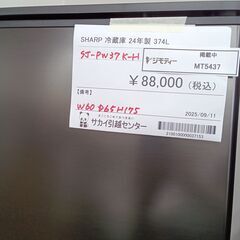 SHARP 冷蔵庫 24年製 374L
SJ-PW37K-H
掲載中
ジモティー
MT5437
¥88,000(税込)
【備考】
W60 D65 H175
2025/09/11
サカイ引越センター